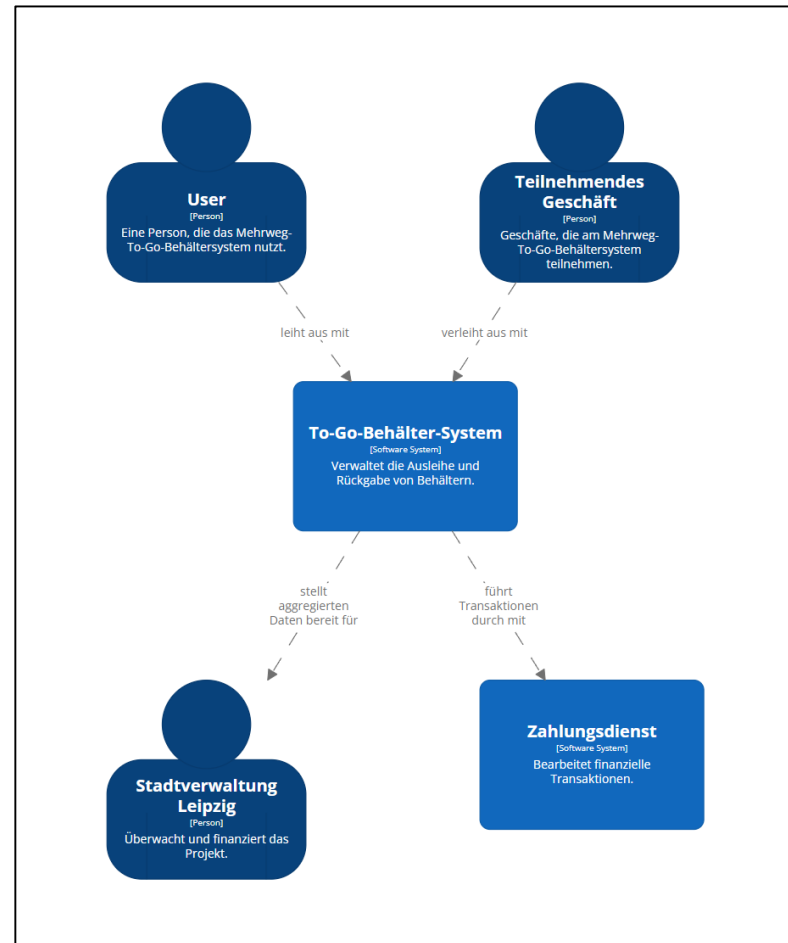 User
[Person]
Eine Person, die das Mehrweg-
To-Go-Behältersystem nutzt.
Teilnehmendes
Geschäft
[Person]
Geschäfte, die am Mehrweg-
To-Go-Behältersystem
teilnehmen.
leiht aus mit
verleiht aus mit
To-Go-Behälter-System
[Software System]
Verwaltet die Ausleihe und
Rückgabe von Behältern.
stellt
aggregierten
Daten bereit für
führt
Transaktionen
durch mit
Stadtverwaltung
Leipzig
[Person]
Überwacht und finanziert das
Projekt.
Zahlungsdienst
[Software System]
Bearbeitet finanzielle
Transaktionen.